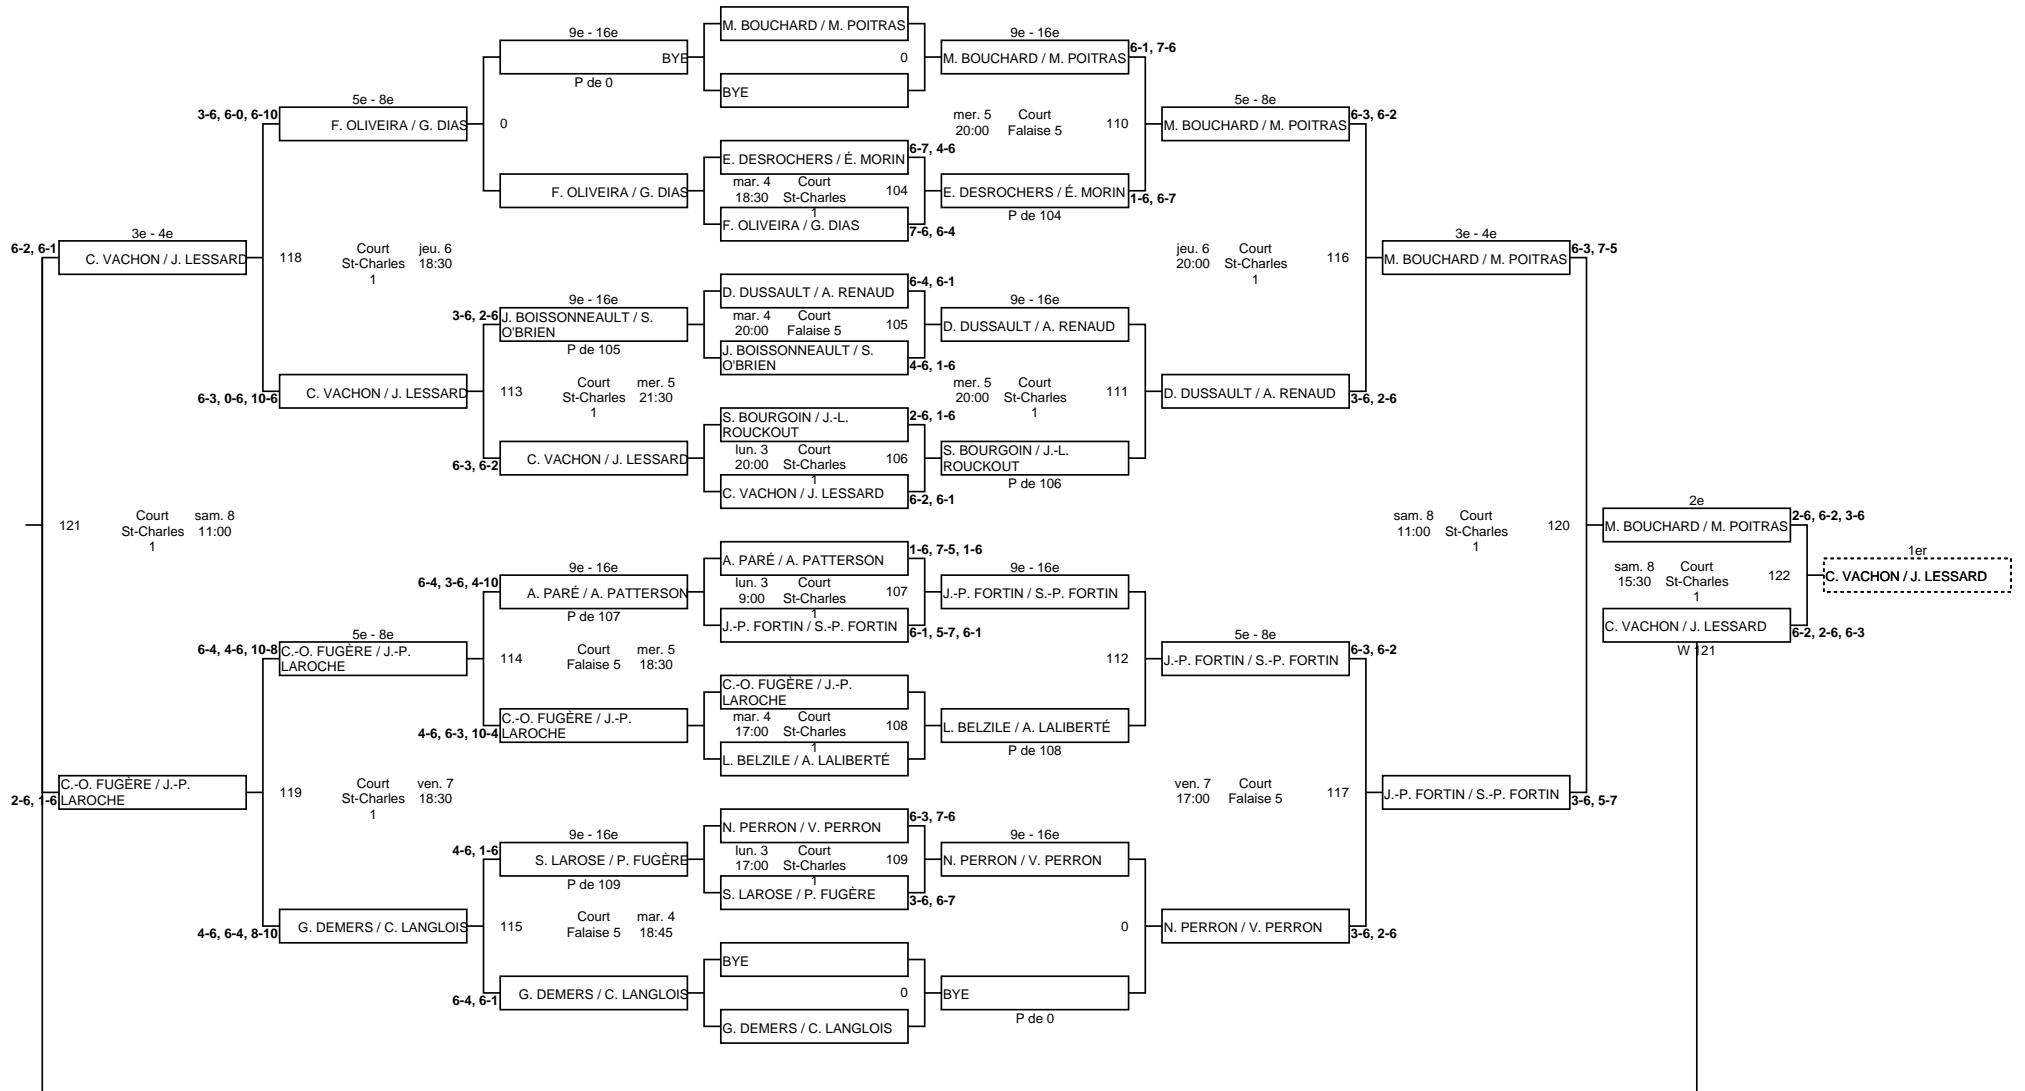 M. BOUCHARD / M. POITRAS
9e - 16e
9e - 16e
6-1, 7-6
BYE
0
M. BOUCHARD / M. POITRAS
P de 0
BYE
5e - 8e
5e - 8e
3-6, 6-0, 6-10
mer. 5 Court
6-3, 6-2
F. OLIVEIRA / G. DIAS
0
20:00 Falaise 5
110
M. BOUCHARD / M. POITRAS
6-7, 4-6
E. DESROCHERS / É. MORIN
mar. 4 Court
F. OLIVEIRA / G. DIAS
18:30 St-Charles
104
E. DESROCHERS / É. MORIN
1-6, 6-7
1
P de 104
F. OLIVEIRA / G. DIAS
7-6, 6-4
3e - 4e
3e - 4e
6-2, 6-1
Court jeu. 6
jeu. 6 Court
6-3, 7-5
C. VACHON / J. LESSARD
118
St-Charles 18:30
20:00 St-Charles
116
M. BOUCHARD / M. POITRAS
1
1
6-4, 6-1
D. DUSSAULT / A. RENAUD
9e - 16e
9e - 16e
3-6, 2-6
J. BOISSONNEAULT / S.
O'BRIEN
mar. 4 Court
20:00 Falaise 5
105
D. DUSSAULT / A. RENAUD
P de 105
J. BOISSONNEAULT / S.
O'BRIEN
4-6, 1-6
Court mer. 5
mer. 5 Court
C. VACHON / J. LESSARD
113
St-Charles 21:30
20:00 St-Charles
111
D. DUSSAULT / A. RENAUD
6-3, 0-6, 10-6
1
1
3-6, 2-6
S. BOURGOIN / J.-L.
ROUCKOUT
2-6, 1-6
C. VACHON / J. LESSARD
6-3, 6-2
lun. 3 Court
20:00 St-Charles
106
S. BOURGOIN / J.-L.
ROUCKOUT
1
P de 106
C. VACHON / J. LESSARD
6-2, 6-1
2e
121
Court sam. 8
St-Charles 11:00
1
sam. 8 Court
11:00 St-Charles
120
1
M. BOUCHARD / M. POITRAS
2-6, 6-2, 3-6
1-6, 7-5, 1-6
A. PARÉ / A. PATTERSON
1er
9e - 16e
9e - 16e
sam. 8 Court
15:30 St-Charles
122
1
C. VACHON / J. LESSARD
6-4, 3-6, 4-10
A. PARÉ / A. PATTERSON
lun. 3 Court
9:00 St-Charles
107
J.-P. FORTIN / S.-P. FORTIN
P de 107
1
J.-P. FORTIN / S.-P. FORTIN
6-1, 5-7, 6-1
C. VACHON / J. LESSARD
6-2, 2-6, 6-3
W 121
5e - 8e
5e - 8e
6-4, 4-6, 10-8
C.-O. FUGÈRE / J.-P.
LAROCHE
114
Court mer. 5
Falaise 5 18:30
112
J.-P. FORTIN / S.-P. FORTIN
6-3, 6-2
C.-O. FUGÈRE / J.-P.
LAROCHE
C.-O. FUGÈRE / J.-P.
LAROCHE
4-6, 6-3, 10-4
mar. 4 Court
17:00 St-Charles
108
L. BELZILE / A. LALIBERTÉ
1
P de 108
L. BELZILE / A. LALIBERTÉ
C.-O. FUGÈRE / J.-P.
LAROCHE
2-6, 1-6
119
Court ven. 7
St-Charles 18:30
1
ven. 7 Court
17:00 Falaise 5
117
J.-P. FORTIN / S.-P. FORTIN
3-6, 5-7
6-3, 7-6
N. PERRON / V. PERRON
9e - 16e
9e - 16e
4-6, 1-6
S. LAROSE / P. FUGÈRE
lun. 3 Court
17:00 St-Charles
109
N. PERRON / V. PERRON
P de 109
1
S. LAROSE / P. FUGÈRE
3-6, 6-7
G. DEMERS / C. LANGLOIS
4-6, 6-4, 8-10
115
Court mar. 4
Falaise 5 18:45
0
N. PERRON / V. PERRON
3-6, 2-6
BYE
G. DEMERS / C. LANGLOIS
6-4, 6-1
0
BYE
P de 0
G. DEMERS / C. LANGLOIS